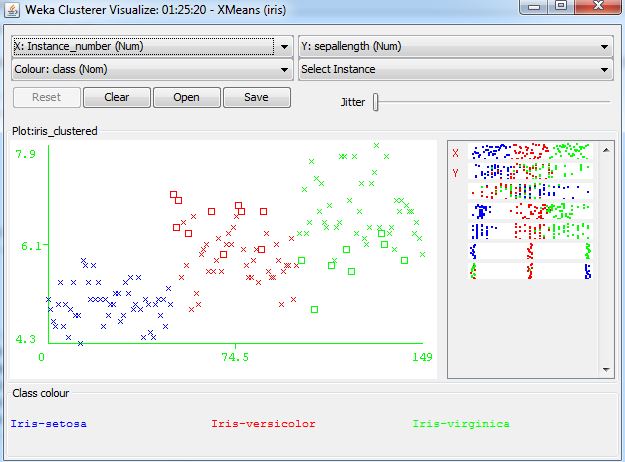 Weka Clusterer Visualize: 01:25:20 - XMeans (iris)
X: Instance_number (Num)
Y: sepallength (Num)
Colour: class (Nom)
Select Instance
Reset
Clear
Open
Save
Jitter
Plot:iris_clustered
7.9
6.1
4.3
0
74.5
149
X
Y
Class colour
Iris-setosa
Iris-versicolor
Iris-virginica